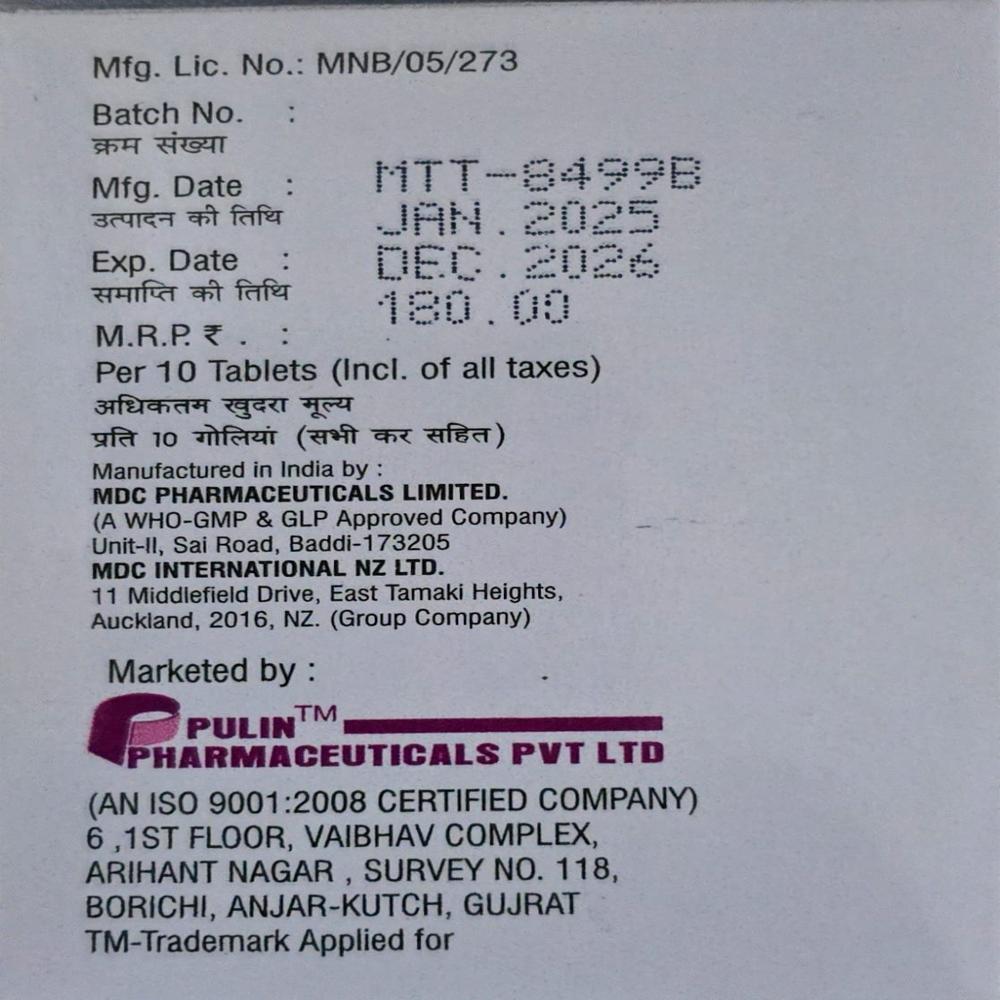 Mfg. Lic. No.: MNB/05/273
Batch No. :
क्रम संख्या
MTT-8499B
Mfg. Date :
उत्पादन की तिथि
JAN.2025
Exp. Date :
समाप्ति की तिथि
DEC.2026
M.R.P. ₹ . :
180.00
Per 10 Tablets (Incl. of all taxes)
अधिकतम खुदरा मूल्य
प्रति 10 गोलियां (सभी कर सहित)
Manufactured in India by :
MDC PHARMACEUTICALS LIMITED.
(A WHO-GMP & GLP Approved Company)
Unit-II, Sai Road, Baddi-173205
MDC INTERNATIONAL NZ LTD.
11 Middlefield Drive, East Tamaki Heights,
Auckland, 2016, NZ. (Group Company)
Marketed by :
PULIN™
PHARMACEUTICALS PVT LTD
(AN ISO 9001:2008 CERTIFIED COMPANY)
6 ,1ST FLOOR, VAIBHAV COMPLEX,
ARIHANT NAGAR , SURVEY NO. 118,
BORICHI, ANJAR-KUTCH, GUJRAT
TM-Trademark Applied for